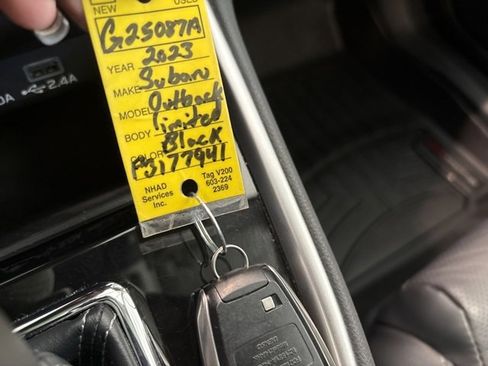 NEW USED
G25087A
YEAR 2023
MAKE Subaru
MODEL Outback
BODY Limited
COLOR Black
P3177941
NHAD
Services
Inc.
Tag V200
603-224
2369
2.4A